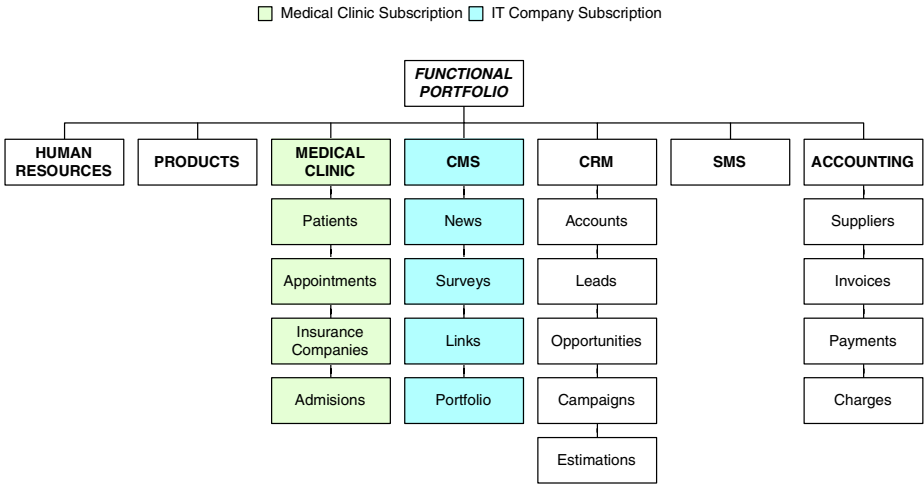 Medical Clinic Subscription IT Company Subscription
FUNCTIONAL
PORTFOLIO
HUMAN
RESOURCES
PRODUCTS
MEDICAL
CLINIC
CMS
CRM
SMS
ACCOUNTING
Patients
News
Accounts
Suppliers
Appointments
Surveys
Leads
Invoices
Insurance
Companies
Links
Opportunities
Payments
Admisions
Portfolio
Campaigns
Charges
Estimations